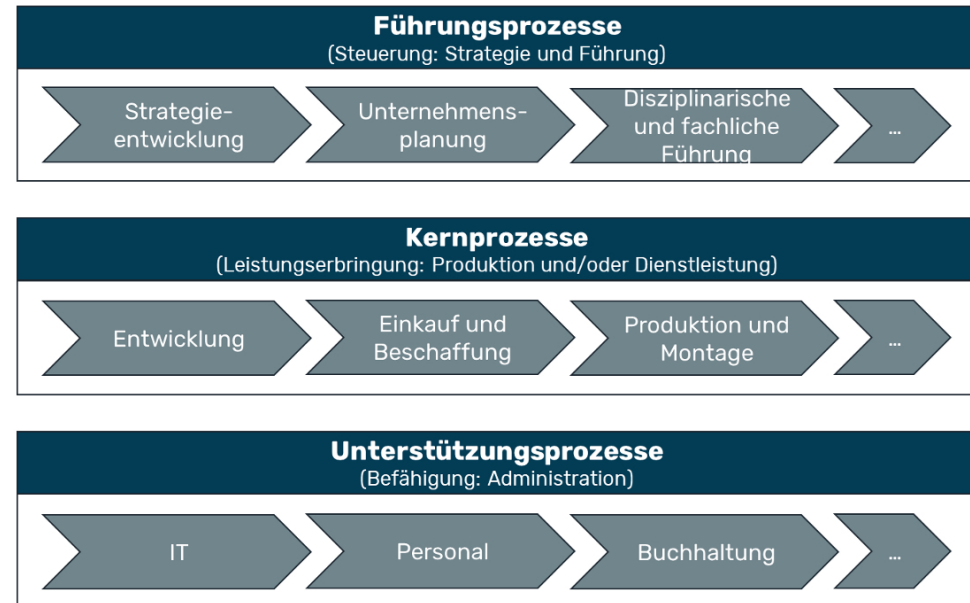 Führungsprozesse
(Steuerung: Strategie und Führung)
Strategie-
entwicklung
Unternehmens-
planung
Disziplinarische
und fachliche
Führung
...
Kernprozesse
(Leistungserbringung: Produktion und/oder Dienstleistung)
Entwicklung
Einkauf und
Beschaffung
Produktion und
Montage
...
Unterstützungsprozesse
(Befähigung: Administration)
IT
Personal
Buchhaltung
...